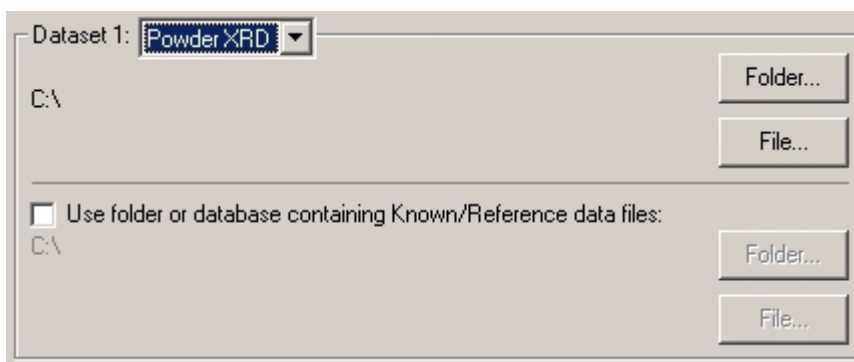 Dataset 1: Powder XRD
Folder...
C:\
File...
Use folder or database containing Known/Reference data files:
C:\
Folder...
File...